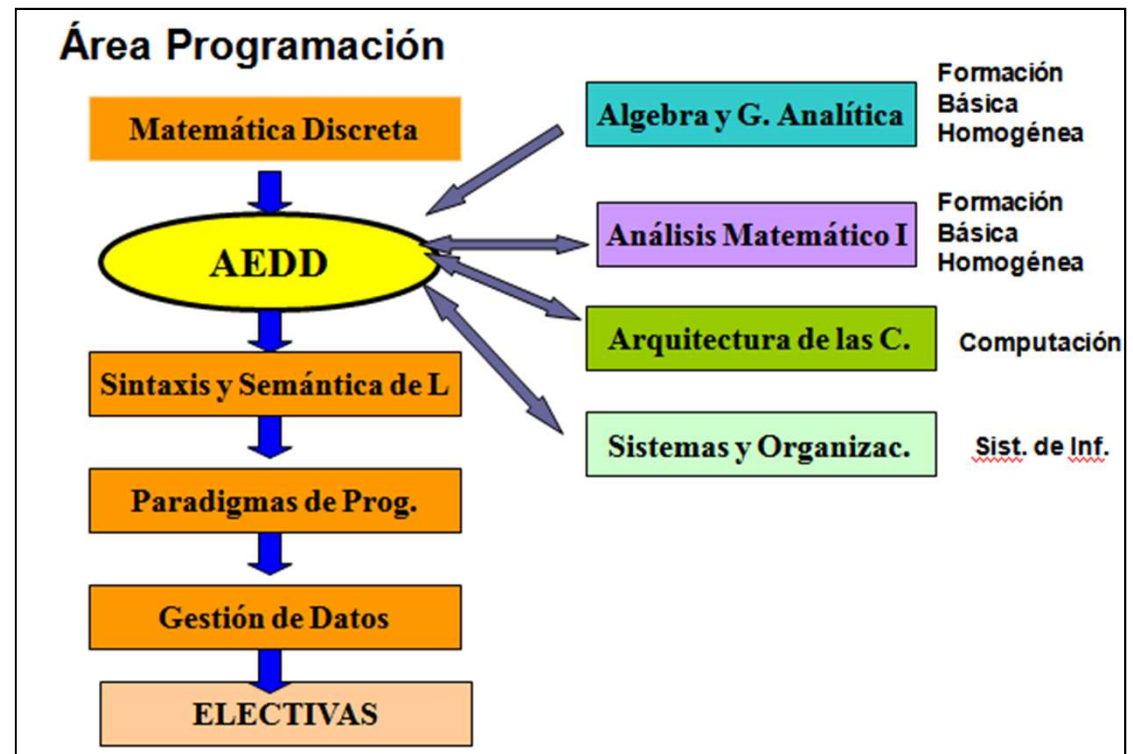 Área Programación
Matemática Discreta
AEDD
Sintaxis y Semántica de L
Paradigmas de Prog.
Gestión de Datos
ELECTIVAS
Algebra y G. Analítica
Formación
Básica
Homogénea
Análisis Matemático I
Formación
Básica
Homogénea
Arquitectura de las C.
Computación
Sistemas y Organizac.
Sist. de Inf.